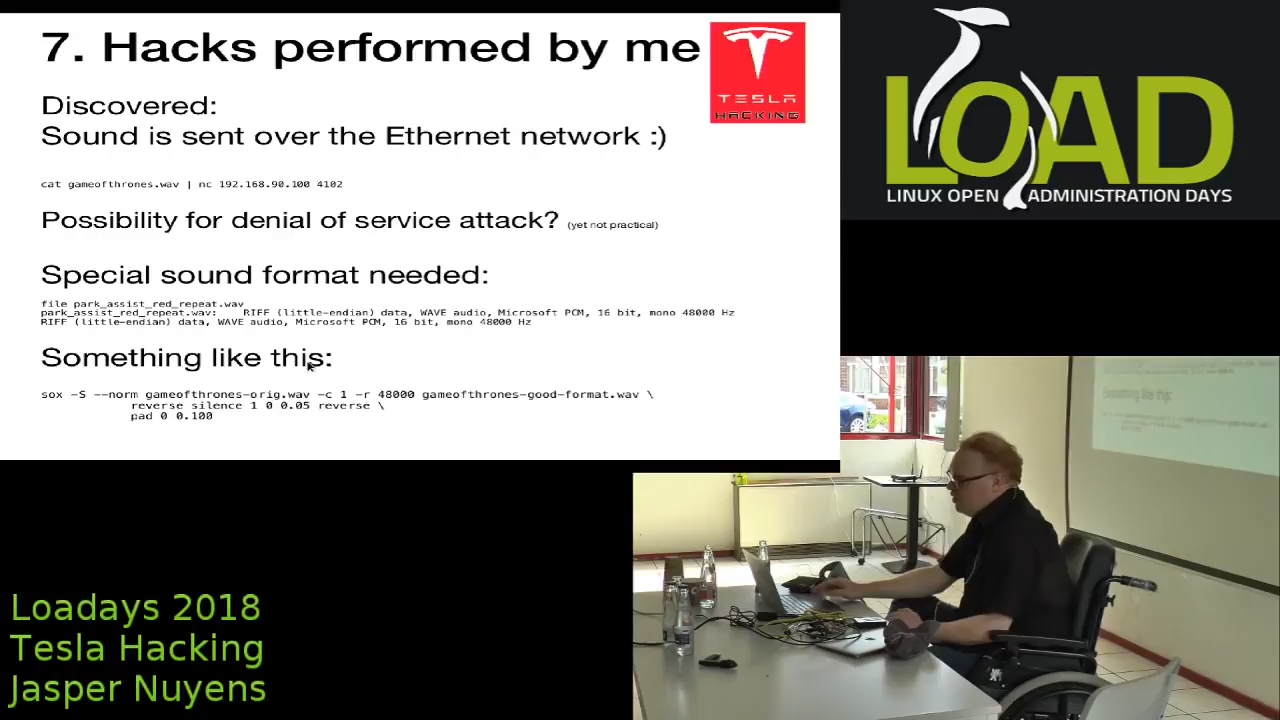 7. Hacks performed by me
TESLA
HACKING
Discovered:
Sound is sent over the Ethernet network :)
cat gameofthrones.wav | nc 192.168.90.100 4102
Possibility for denial of service attack? (yet not practical)
Special sound format needed:
file park_assist_red_repeat.wav
park_assist_red_repeat.wav: RIFF (little-endian) data, WAVE audio, Microsoft PCM, 16 bit, mono 48000 Hz
RIFF (little-endian) data, WAVE audio, Microsoft PCM, 16 bit, mono 48000 Hz
Something like this:
sox -S --norm gameofthrones-orig.wav -c 1 -r 48000 gameofthrones-good-format.wav \
reverse silence 1 0 0.05 reverse \
pad 0 0.100
LOAD
LINUX OPEN ADMINISTRATION DAYS
Something like this:
Loadays 2018
Tesla Hacking
Jasper Nuyens